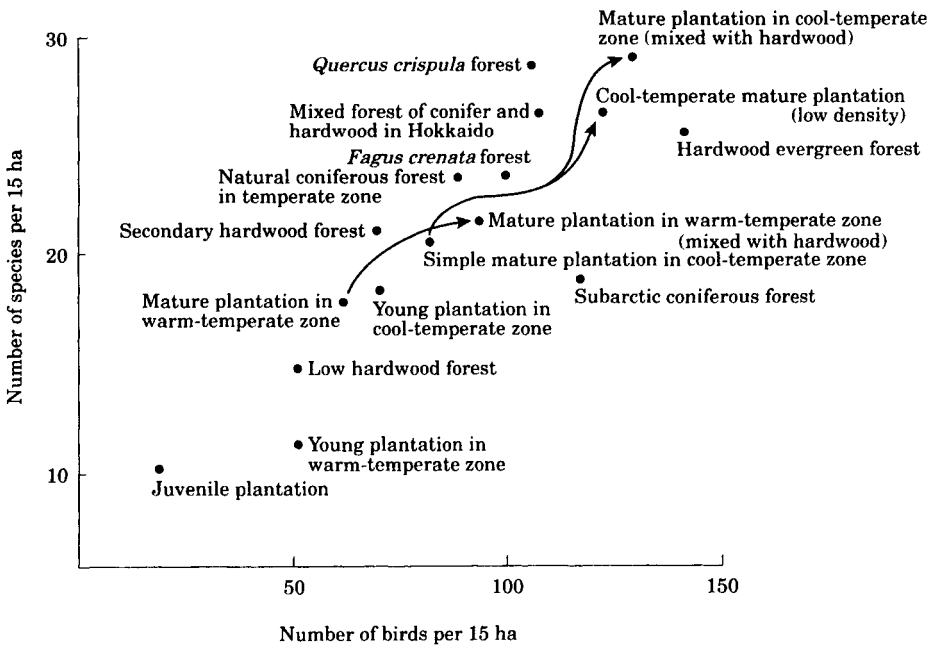 Mature plantation in cool-temperate
zone (mixed with hardwood)
30
Quercus crispula forest
Cool-temperate mature plantation
(low density)
Mixed forest of conifer and
hardwood in Hokkaido
Hardwood evergreen forest
Fagus crenata forest
Natural coniferous forest
in temperate zone
Number of species per 15 ha
Secondary hardwood forest
Mature plantation in warm-temperate zone
(mixed with hardwood)
20
Simple mature plantation in cool-temperate zone
Subarctic coniferous forest
Mature plantation in
warm-temperate zone
Young plantation in
cool-temperate zone
Low hardwood forest
Young plantation in
warm-temperate zone
10
Juvenile plantation
50
100
150
Number of birds per 15 ha